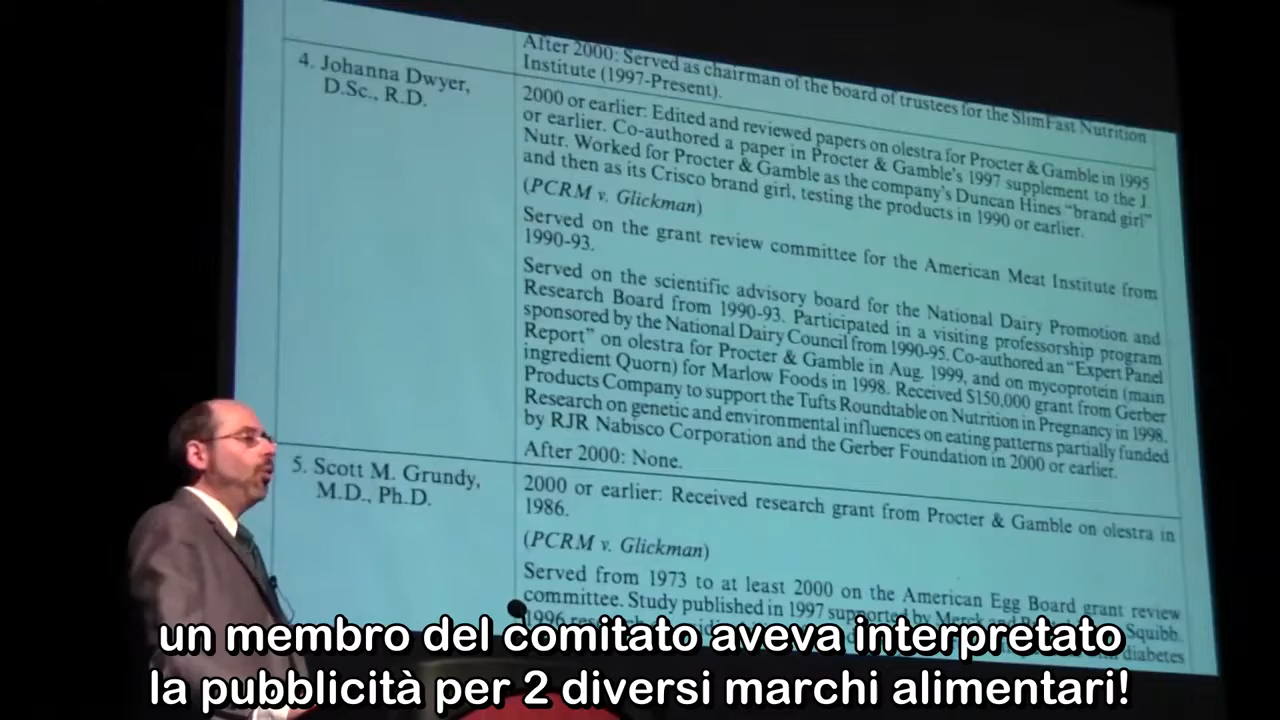 After 2000: Served as chairman of the board of trustees for the SlimFast Nutrition
Institute (1997-Present).
4. Johanna Dwyer,
D.Sc., R.D.
2000 or earlier: Edited and reviewed papers on olestra for Procter & Gamble in 1995
or earlier. Co-authored a paper in Procter & Gamble's 1997 supplement to the J.
Nutr. Worked for Procter & Gamble as the company's Duncan Hines "brand girl"
and then as its Crisco brand girl, testing the products in 1990 or earlier.
(PCRM v. Glickman)
Served on the grant review committee for the American Meat Institute from
1990-93.
Served on the scientific advisory board for the National Dairy Promotion and
Research Board from 1990-93. Participated in a visiting professorship program
sponsored by the National Dairy Council from 1990-95. Co-authored an "Expert Panel
Report" on olestra for Procter & Gamble in Aug. 1999, and on mycoprotein (main
ingredient Quorn) for Marlow Foods in 1998. Received $150,000 grant from Gerber
Products Company to support the Tufts Roundtable on Nutrition in Pregnancy in 1998.
Research on genetic and environmental influences on eating patterns partially funded
by RJR Nabisco Corporation and the Gerber Foundation in 2000 or earlier.
After 2000: None.
5. Scott M. Grundy,
M.D., Ph.D.
2000 or earlier: Received research grant from Procter & Gamble on olestra in
1986.
(PCRM v. Glickman)
Served from 1973 to at least 2000 on the American Egg Board grant review
committee. Study published in 1997 supported by Merck and Squibb.
1996 diabetes
un membro del comitato aveva interpretato
la pubblicità per 2 diversi marchi alimentari!